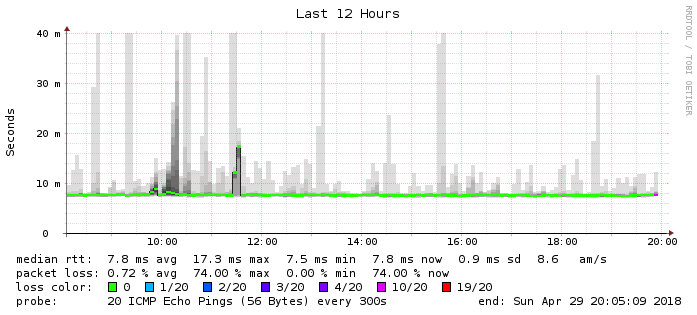 Last 12 Hours
RRDTOOL / TOBI OETIKER
Seconds
40 m
30 m
20 m
10 m
0
10:00 12:00 14:00 16:00 18:00 20:00
median rtt: 7.8 ms avg 17.3 ms max 7.5 ms min 7.8 ms now 0.9 ms sd 8.6 am/s
packet loss: 0.72 % avg 74.00 % max 0.00 % min 74.00 % now
loss color: 0 1/20 2/20 3/20 4/20 10/20 19/20
probe: 20 ICMP Echo Pings (56 Bytes) every 300s end: Sun Apr 29 20:05:09 2018